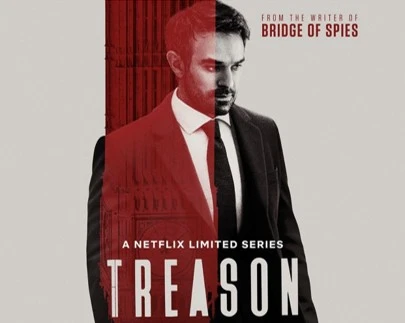 FROM THE WRITER OF
BRIDGE OF SPIES
A NETFLIX LIMITED SERIES
TREASON